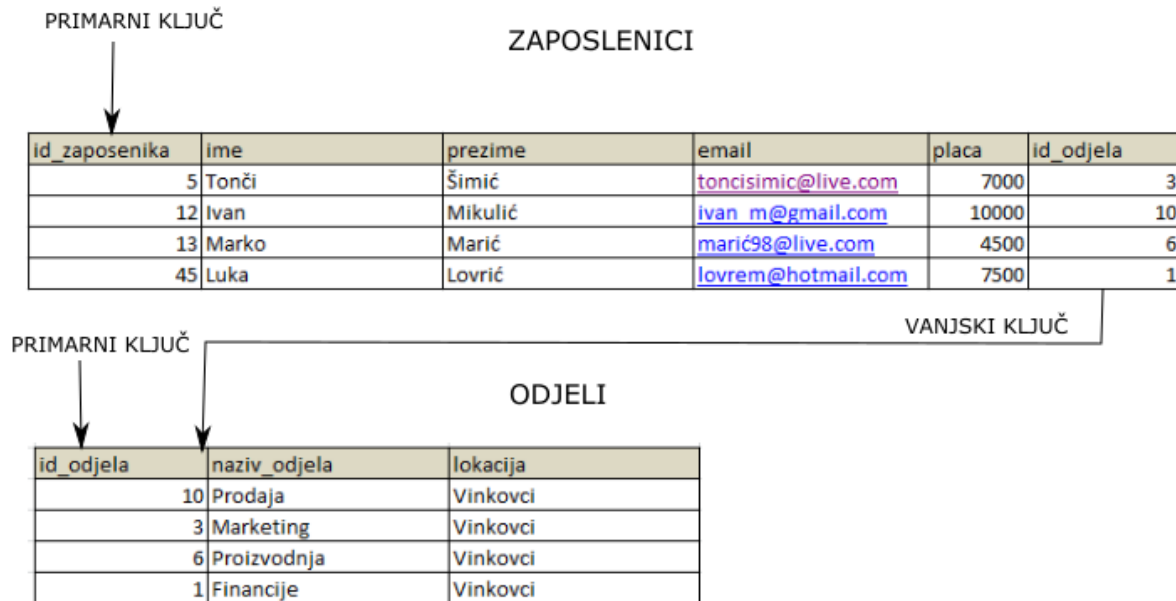 PRIMARNI KLJUČ
ZAPOSLENICI
id_zaposenika ime prezime email placa id_odjela
5 Tonči Šimić toncisimic@live.com 7000 3
12 Ivan Mikulić ivan_m@gmail.com 10000 10
13 Marko Marić marić98@live.com 4500 6
45 Luka Lovrić lovrem@hotmail.com 7500 1
VANJSKI KLJUČ
PRIMARNI KLJUČ
ODJELI
id_odjela naziv_odjela lokacija
10 Prodaja Vinkovci
3 Marketing Vinkovci
6 Proizvodnja Vinkovci
1 Financije Vinkovci